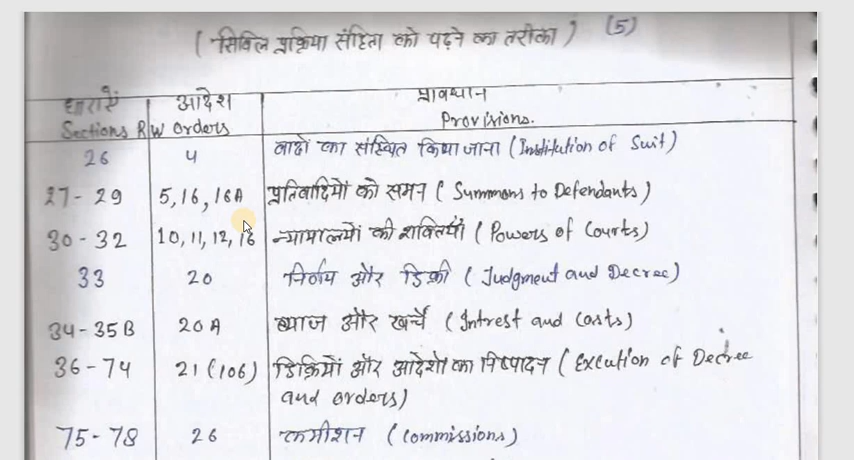 ( सिविल प्रक्रिया संहिता को पढ़ने का तरीका ) (5)
धाराऐं आदेश प्रावधान
Sections R/W Orders Provisions.
26 4 वादों का संस्थित किया जाना (Institution of Suit)
27 - 29 5, 16, 16A प्रतिवादियों को समन ( Summons to Defendants)
30 - 32 10, 11, 12, 16 न्यायालयों की शक्तियाँ ( Powers of Courts)
33 20 निर्णय और डिक्री ( Judgment and Decree)
34 - 35 B 20 A ब्याज और खर्चे ( Intrest and Costs)
36 - 74 21 (106) डिक्रियों और आदेशों का निष्पादन ( Excution of Decree
and orders)
75 - 78 26 कमीशन ( Commissions)